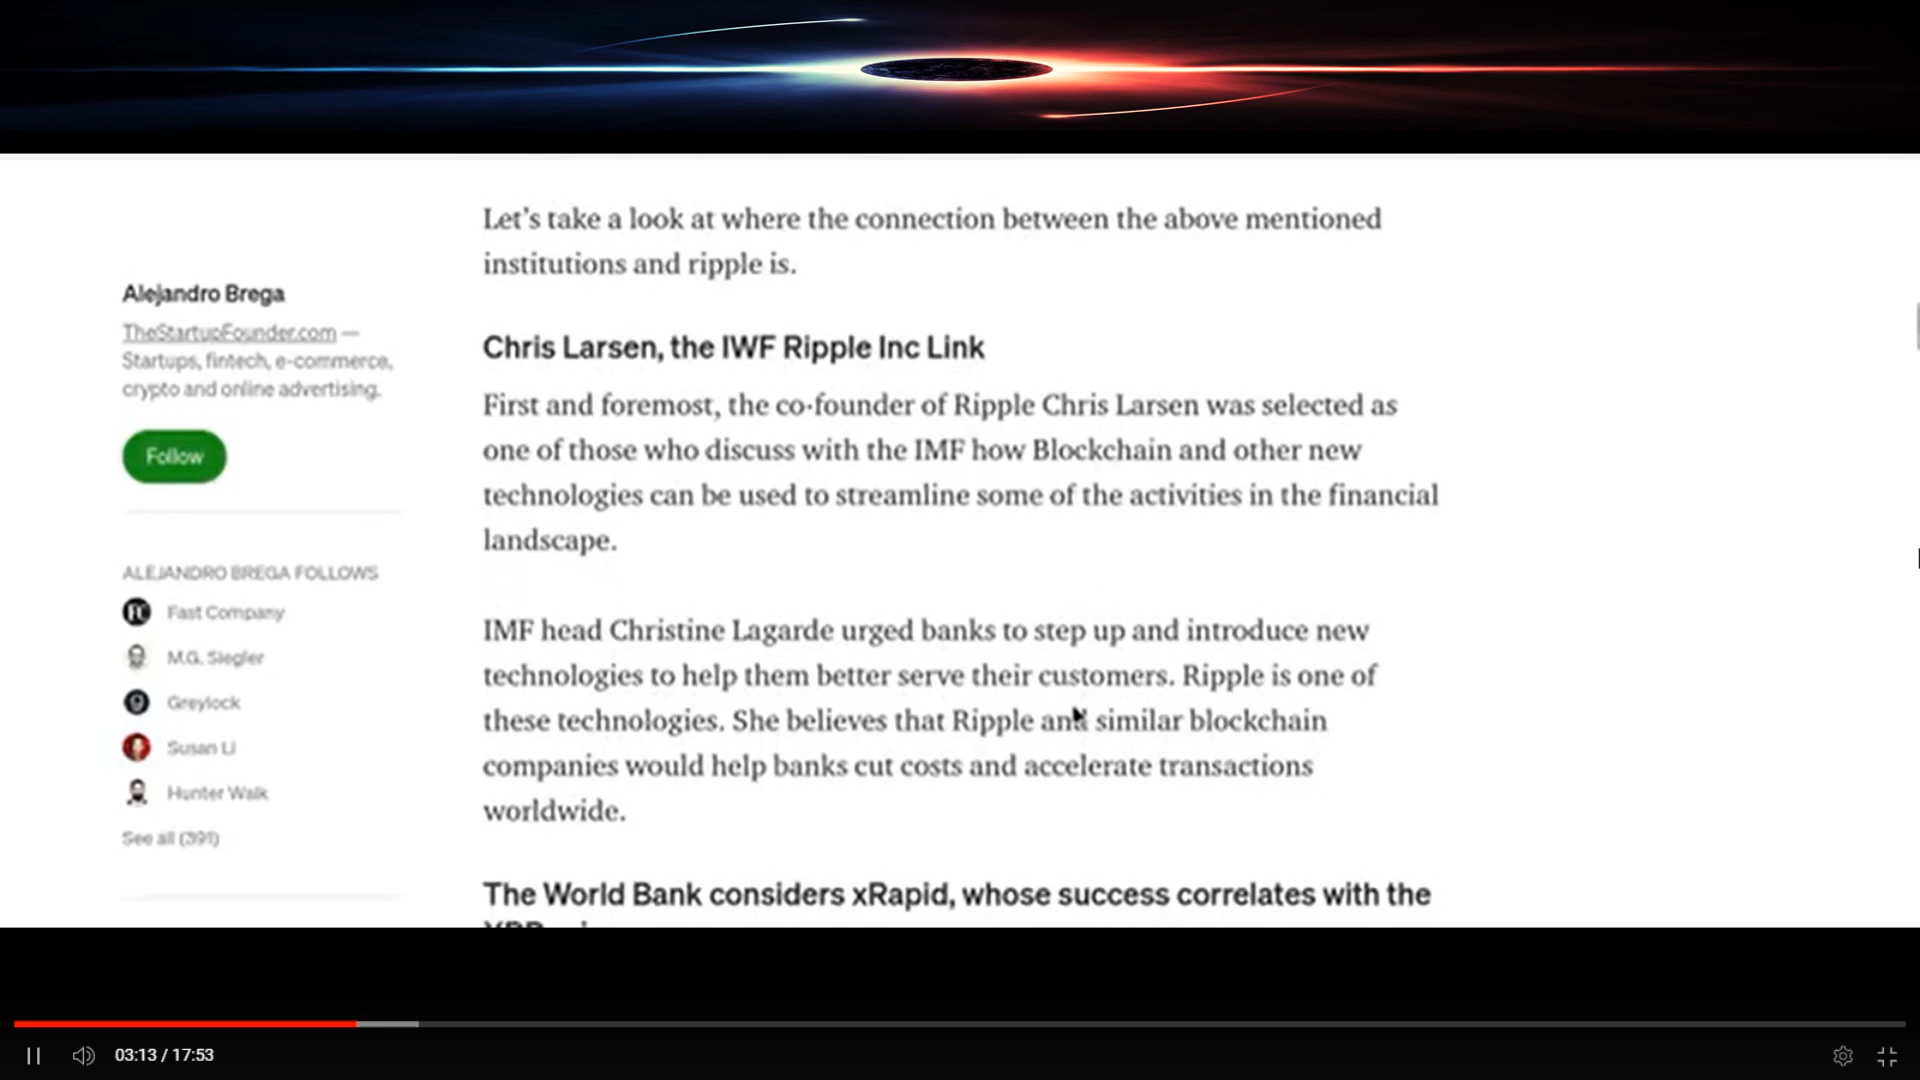 Let's take a look at where the connection between the above mentioned
institutions and ripple is.
Alejandro Brega
TheStartupFounder.com —
Startups, fintech, e-commerce,
crypto and online advertising.
Follow
ALEJANDRO BREGA FOLLOWS
Fast Company
M.G. Siegler
Greylock
Susan Li
Hunter Walk
See all (391)
Chris Larsen, the IWF Ripple Inc Link
First and foremost, the co-founder of Ripple Chris Larsen was selected as
one of those who discuss with the IMF how Blockchain and other new
technologies can be used to streamline some of the activities in the financial
landscape.
IMF head Christine Lagarde urged banks to step up and introduce new
technologies to help them better serve their customers. Ripple is one of
these technologies. She believes that Ripple and similar blockchain
companies would help banks cut costs and accelerate transactions
worldwide.
The World Bank considers xRapid, whose success correlates with the
03:13 / 17:53